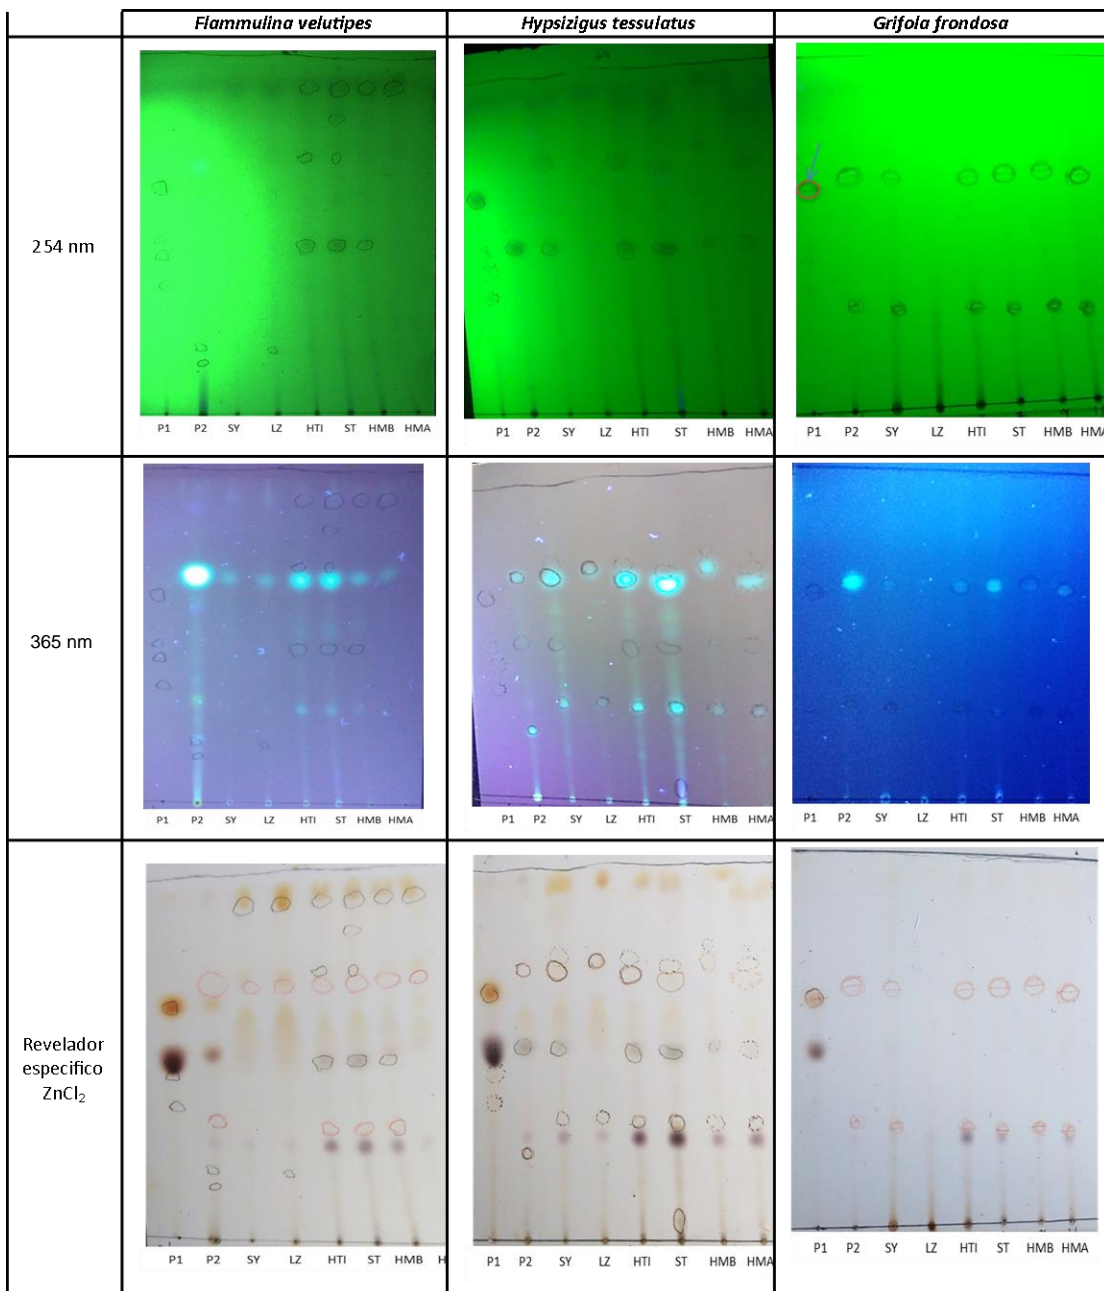 Flammulina velutipes Hypsizigus tessulatus Grifola frondosa
254 nm
P1 P2 SY LZ HTI ST HMB HMA
P1 P2 SY LZ HTI ST HMB HMA
P1 P2 SY LZ HTI ST HMB HMA
365 nm
P1 P2 SY LZ HTI ST HMB HMA
P1 P2 SY LZ HTI ST HMB HMA
P1 P2 SY LZ HTI ST HMB HMA
Revelador
especifico
ZnCl₂
P1 P2 SY LZ HTI ST HMB H
P1 P2 SY LZ HTI ST HMB HMA
P1 P2 SY LZ HTI ST HMB HMA